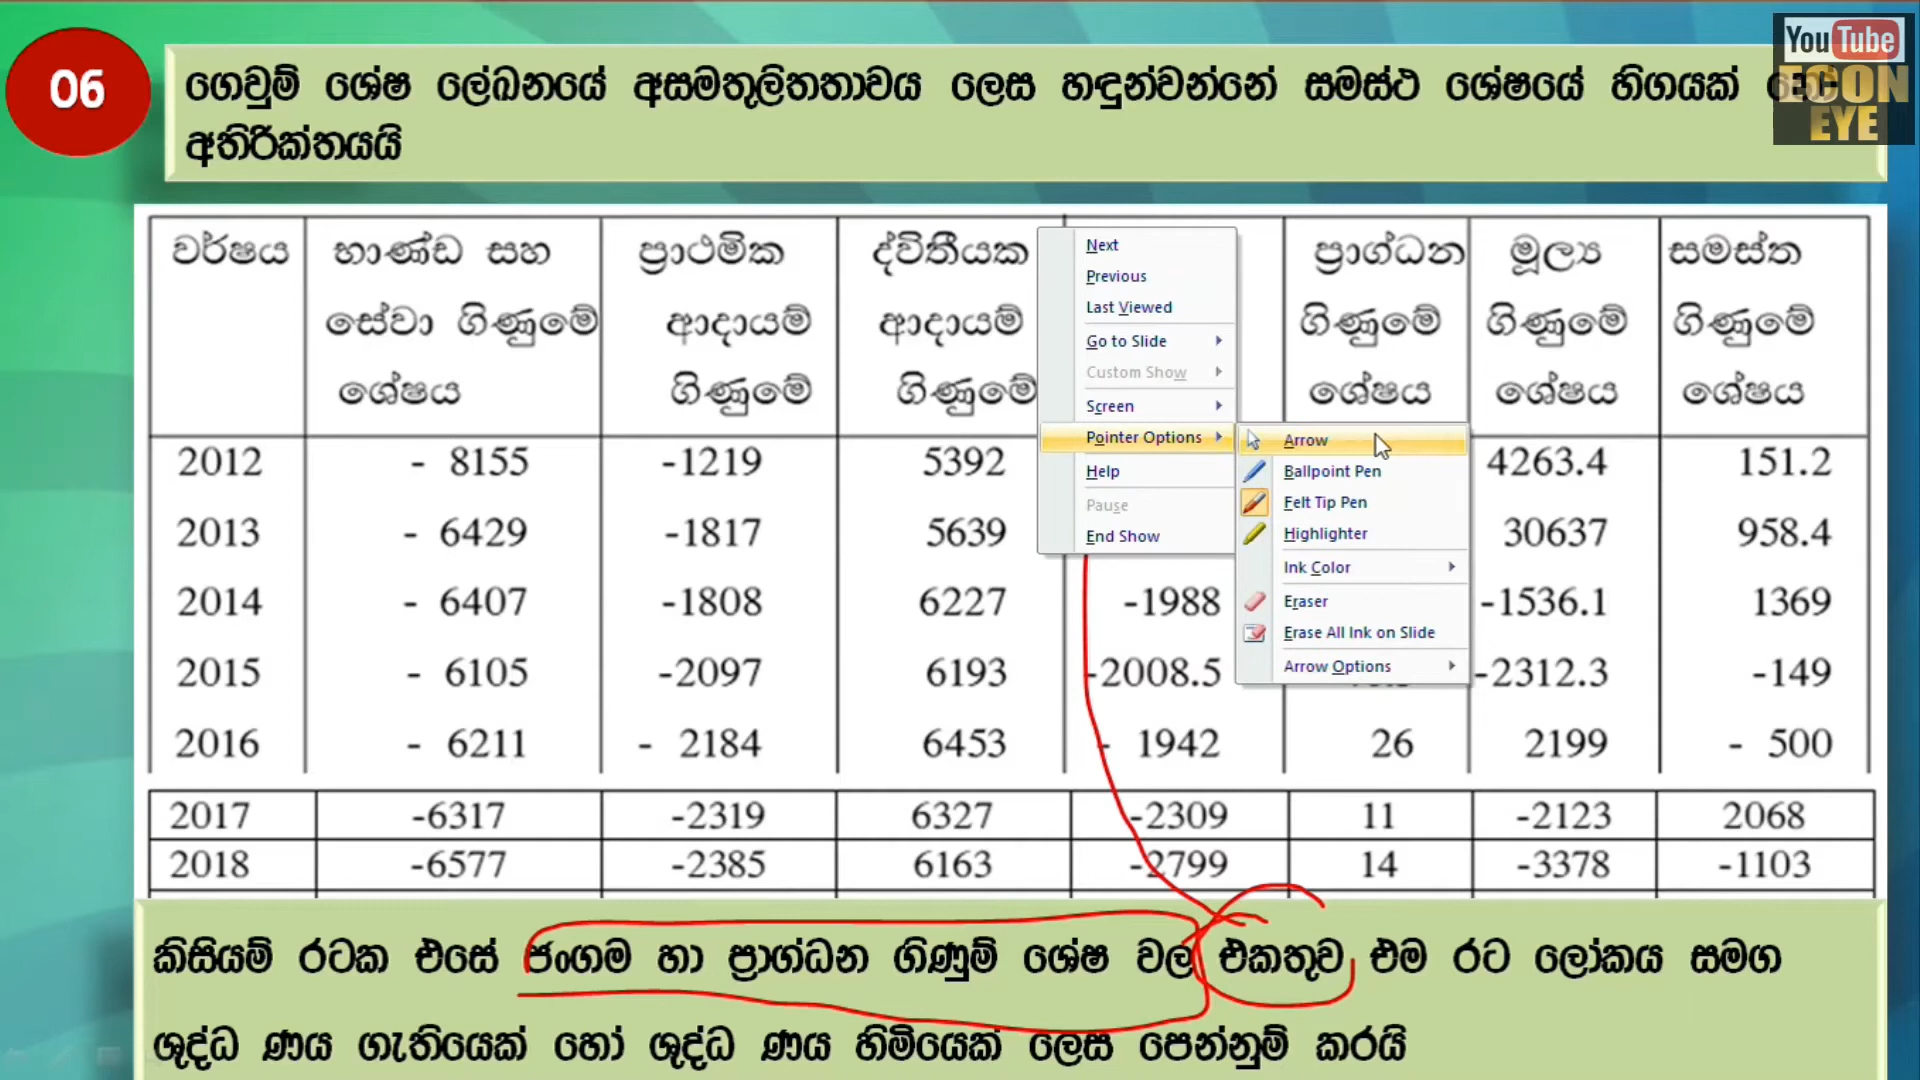 06
ගෙවුම් ශේෂ ලේඛනයේ අසමතුලිතතාවය ලෙස හඳුන්වන්නේ සමස්ථ ශේෂයේ හිගයක්
අතිරික්තයයි
You Tube
ECON
EYE
වර්ෂය භාණ්ඩ සහ ප්‍රාථමික ද්විතීයක ප්‍රාග්ධන මූල්‍ය සමස්ත
සේවා ගිණුමේ ආදායම් ආදායම් ගිණුමේ ගිණුමේ ගිණුමේ
ශේෂය ගිණුමේ ගිණුමේ ශේෂය ශේෂය ශේෂය
2012 - 8155 -1219 5392 4263.4 151.2
2013 - 6429 -1817 5639 30637 958.4
2014 - 6407 -1808 6227 -1988 -1536.1 1369
2015 - 6105 -2097 6193 -2008.5 -2312.3 -149
2016 - 6211 - 2184 6453 - 1942 26 2199 - 500
2017 -6317 -2319 6327 -2309 11 -2123 2068
2018 -6577 -2385 6163 -2799 14 -3378 -1103
Next
Previous
Last Viewed
Go to Slide
Custom Show
Screen
Pointer Options
Help
Pause
End Show
Arrow
Ballpoint Pen
Felt Tip Pen
Highlighter
Ink Color
Eraser
Erase All Ink on Slide
Arrow Options
කිසියම් රටක එසේ ජංගම හා ප්‍රාග්ධන ගිණුම් ශේෂ වල එකතුව එම රට ලෝකය සමග
ශුද්ධ ණය ගැතියෙක් හෝ ශුද්ධ ණය හිමියෙක් ලෙස පෙන්නුම් කරයි